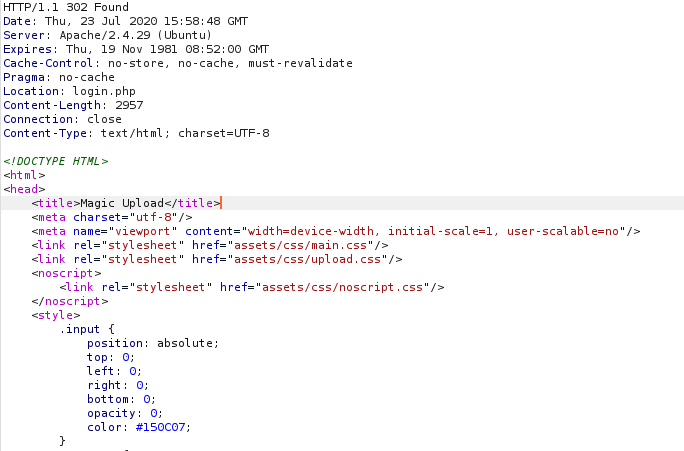 HTTP/1.1 302 Found
Date: Thu, 23 Jul 2020 15:58:48 GMT
Server: Apache/2.4.29 (Ubuntu)
Expires: Thu, 19 Nov 1981 08:52:00 GMT
Cache-Control: no-store, no-cache, must-revalidate
Pragma: no-cache
Location: login.php
Content-Length: 2957
Connection: close
Content-Type: text/html; charset=UTF-8

<!DOCTYPE HTML>
<html>
<head>
    <title>Magic Upload</title>
    <meta charset="utf-8"/>
    <meta name="viewport" content="width=device-width, initial-scale=1, user-scalable=no"/>
    <link rel="stylesheet" href="assets/css/main.css"/>
    <link rel="stylesheet" href="assets/css/upload.css"/>
    <noscript>
        <link rel="stylesheet" href="assets/css/noscript.css"/>
    </noscript>
    <style>
        .input {
            position: absolute;
            top: 0;
            left: 0;
            right: 0;
            bottom: 0;
            opacity: 0;
            color: #150C07;
        }